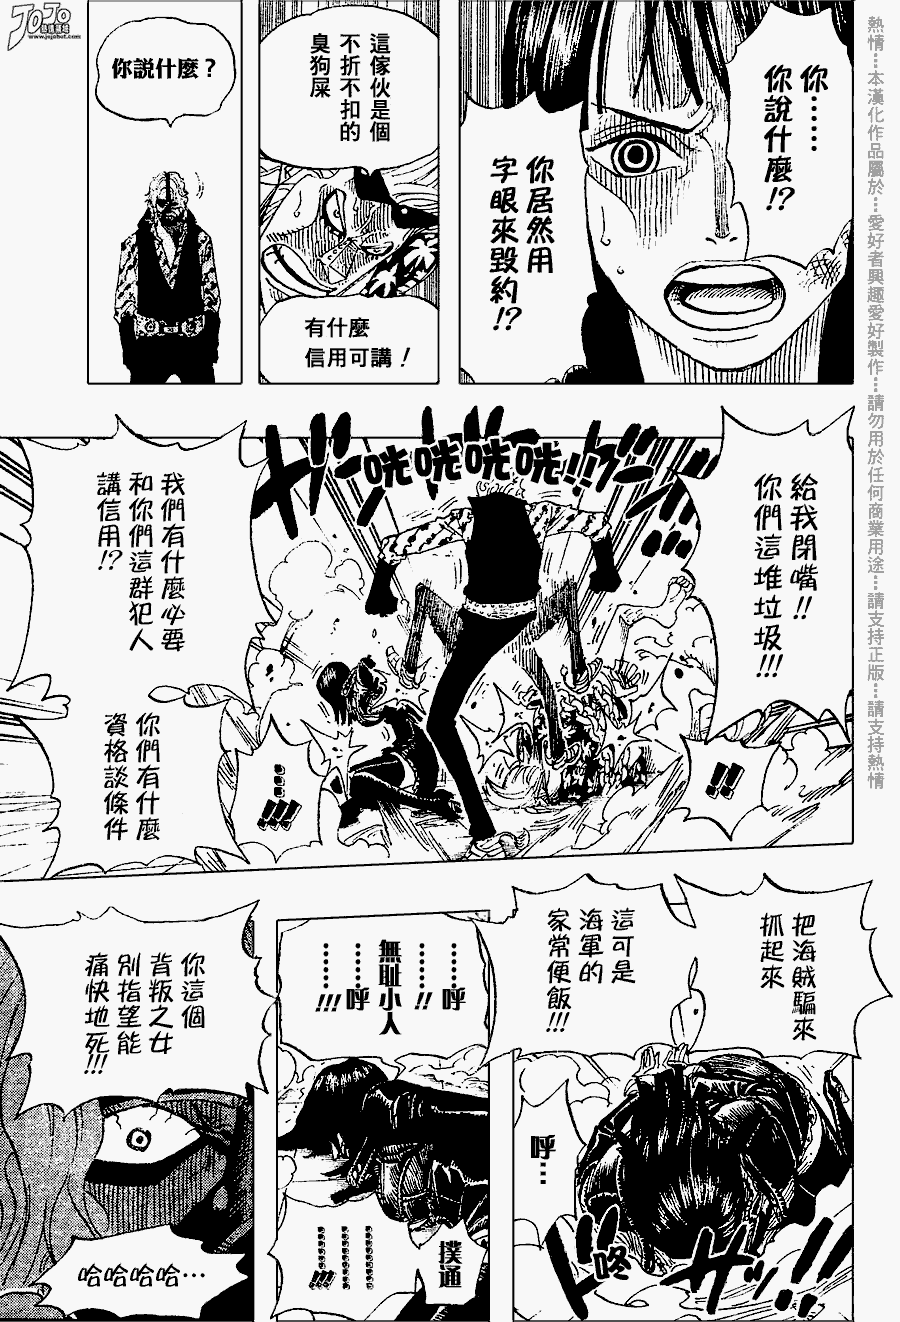 你……
你說什麼!?
你居然用
字眼來毀約!?
這傢伙是個
不折不扣的
臭狗屎
有什麼
信用可講！
你說什麼？
給我閉嘴!!
你們這堆垃圾!!!
咣咣咣咣!!!
!!
我們有什麼必要
和你們這群犯人
講信用!?
你們有什麼
資格談條件
…!!!
把海賊騙來
抓起來
這可是
海軍的
家常便飯!!!
呼…
咚
……呼
……!!
無恥小人
……呼
……!!!
撲通
………
………
………!!!
你這個
背叛之女
別指望能
痛快地死!!!
哈哈哈哈…
JOJO
熱情漢化
www.jojohot.com
熱情…本漢化作品屬於…愛好者興趣愛好製作…請勿用於任何商業用途…請支持正版…請支持熱情